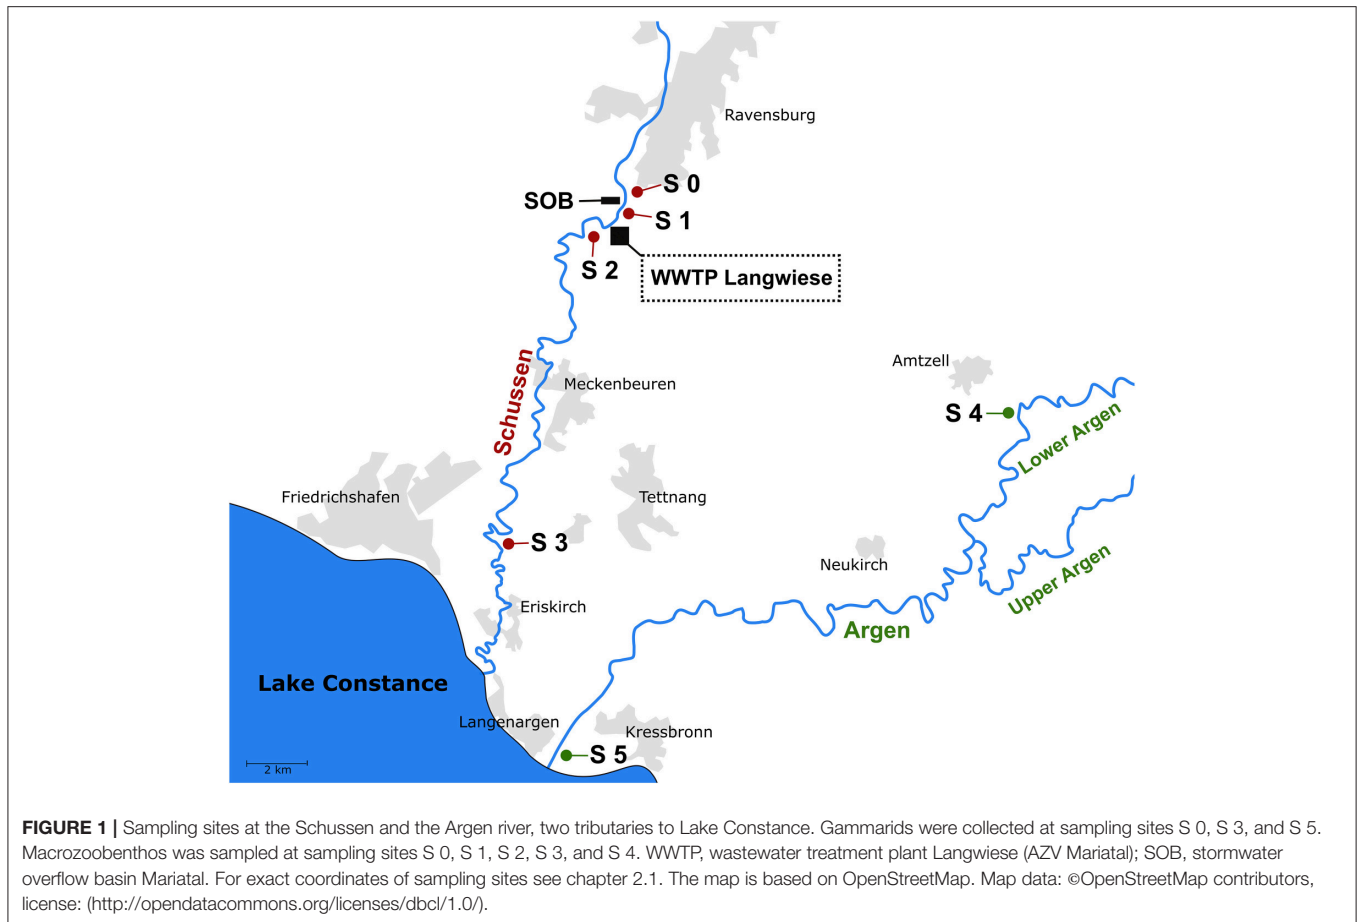 Ravensburg
S 0
SOB
S 1
S 2
WWTP Langwiese
Schussen
Meckenbeuren
Amtzell
S 4
Lower Argen
Friedrichshafen
Tettnang
S 3
Neukirch
Upper Argen
Eriskirch
Argen
Lake Constance
Langenargen
Kressbronn
S 5
2 km
FIGURE 1 | Sampling sites at the Schussen and the Argen river, two tributaries to Lake Constance. Gammarids were collected at sampling sites S 0, S 3, and S 5.
Macrozoobenthos was sampled at sampling sites S 0, S 1, S 2, S 3, and S 4. WWTP, wastewater treatment plant Langwiese (AZV Mariatal); SOB, stormwater
overflow basin Mariatal. For exact coordinates of sampling sites see chapter 2.1. The map is based on OpenStreetMap. Map data: ©OpenStreetMap contributors,
license: (http://opendatacommons.org/licenses/dbcl/1.0/).